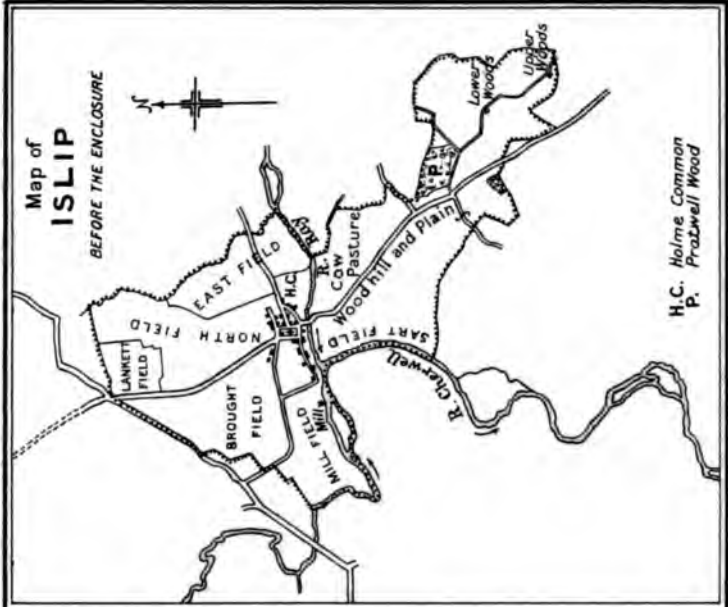 Map of
ISLIP
BEFORE THE ENCLOSURE
N
LANKETT
FIELD
NORTH FIELD
EAST FIELD
BROUGHT
FIELD
H.C.
R. Ray
Cow
Pasture
MILL FIELD
Mill
SART FIELD
Wood hill and Plain
P.
Lower
Woods
Upper
Woods
R. Cherwell
H.C. Holme Common
P. Pratwell Wood